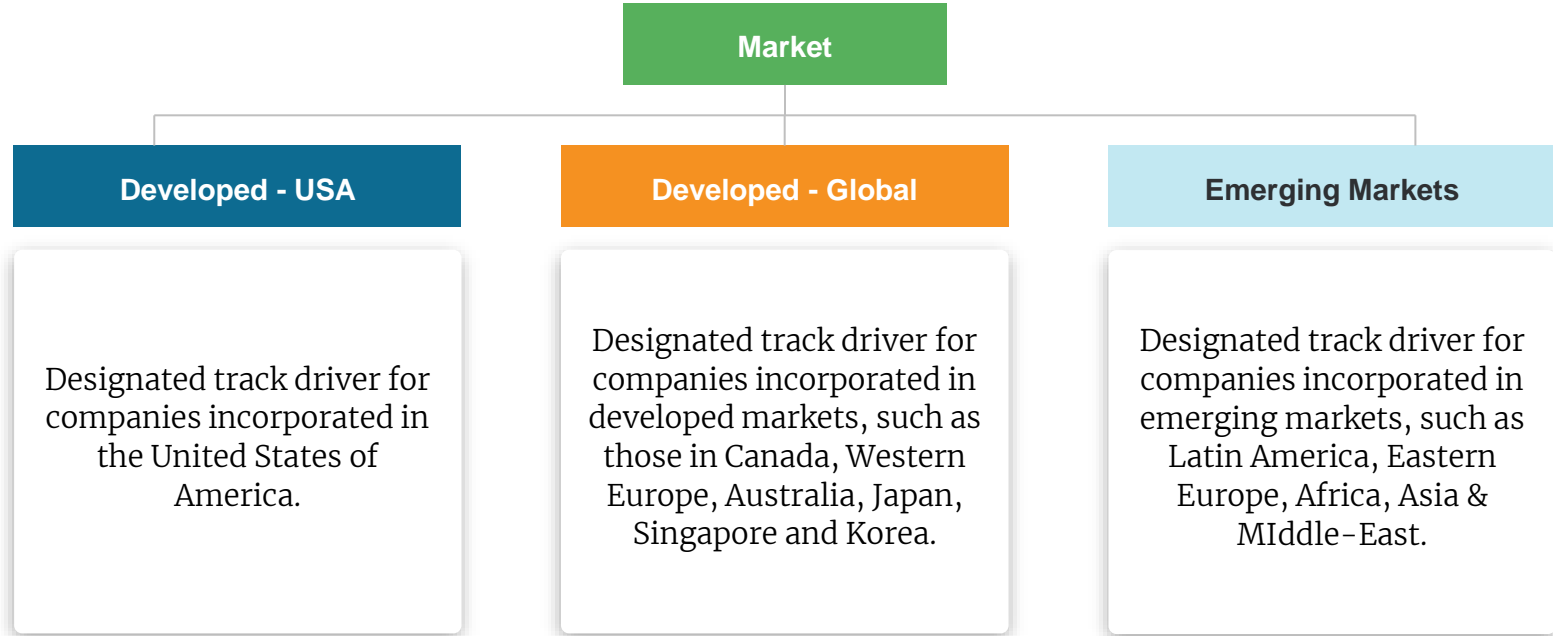 Market
Developed - USA
Developed - Global
Emerging Markets
Designated track driver for
companies incorporated in
the United States of
America.
Designated track driver for
companies incorporated in
developed markets, such as
those in Canada, Western
Europe, Australia, Japan,
Singapore and Korea.
Designated track driver for
companies incorporated in
emerging markets, such as
Latin America, Eastern
Europe, Africa, Asia &
MIddle-East.